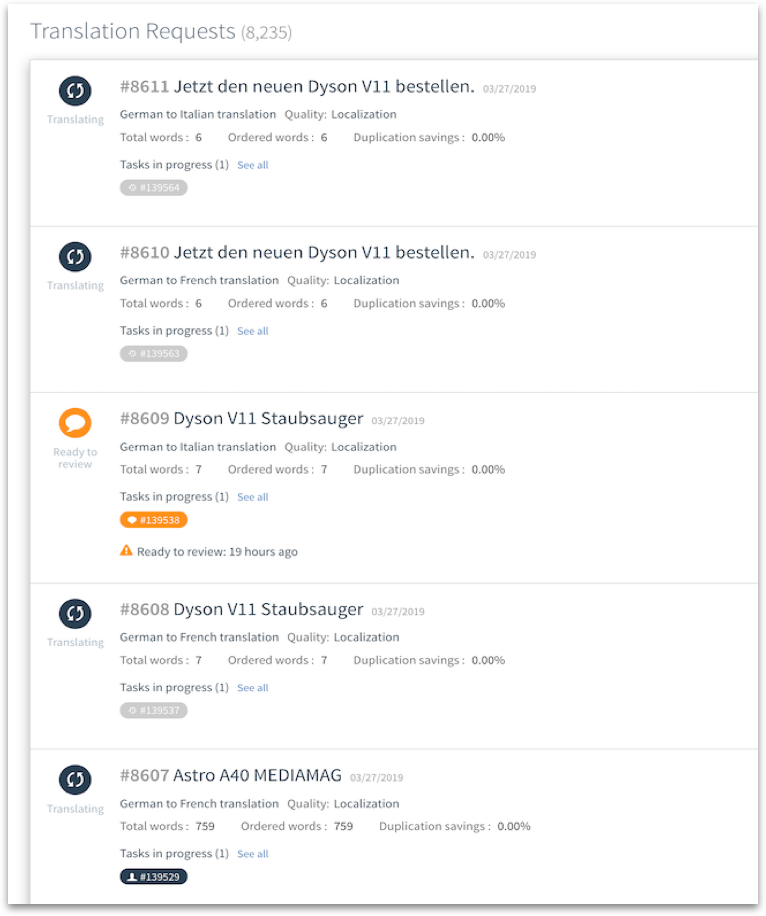 Translation Requests (8,235)
#8611 Jetzt den neuen Dyson V11 bestellen. 03/27/2019
Translating
German to Italian translation Quality: Localization
Total words : 6 Ordered words : 6 Duplication savings : 0.00%
Tasks in progress (1) See all
#139564
#8610 Jetzt den neuen Dyson V11 bestellen. 03/27/2019
Translating
German to French translation Quality: Localization
Total words : 6 Ordered words : 6 Duplication savings : 0.00%
Tasks in progress (1) See all
#139563
#8609 Dyson V11 Staubsauger 03/27/2019
Ready to
review
German to Italian translation Quality: Localization
Total words : 7 Ordered words : 7 Duplication savings : 0.00%
Tasks in progress (1) See all
#139538
Ready to review: 19 hours ago
#8608 Dyson V11 Staubsauger 03/27/2019
Translating
German to French translation Quality: Localization
Total words : 7 Ordered words : 7 Duplication savings : 0.00%
Tasks in progress (1) See all
#139537
#8607 Astro A40 MEDIAMAG 03/27/2019
Translating
German to French translation Quality: Localization
Total words : 759 Ordered words : 759 Duplication savings : 0.00%
Tasks in progress (1) See all
#139529